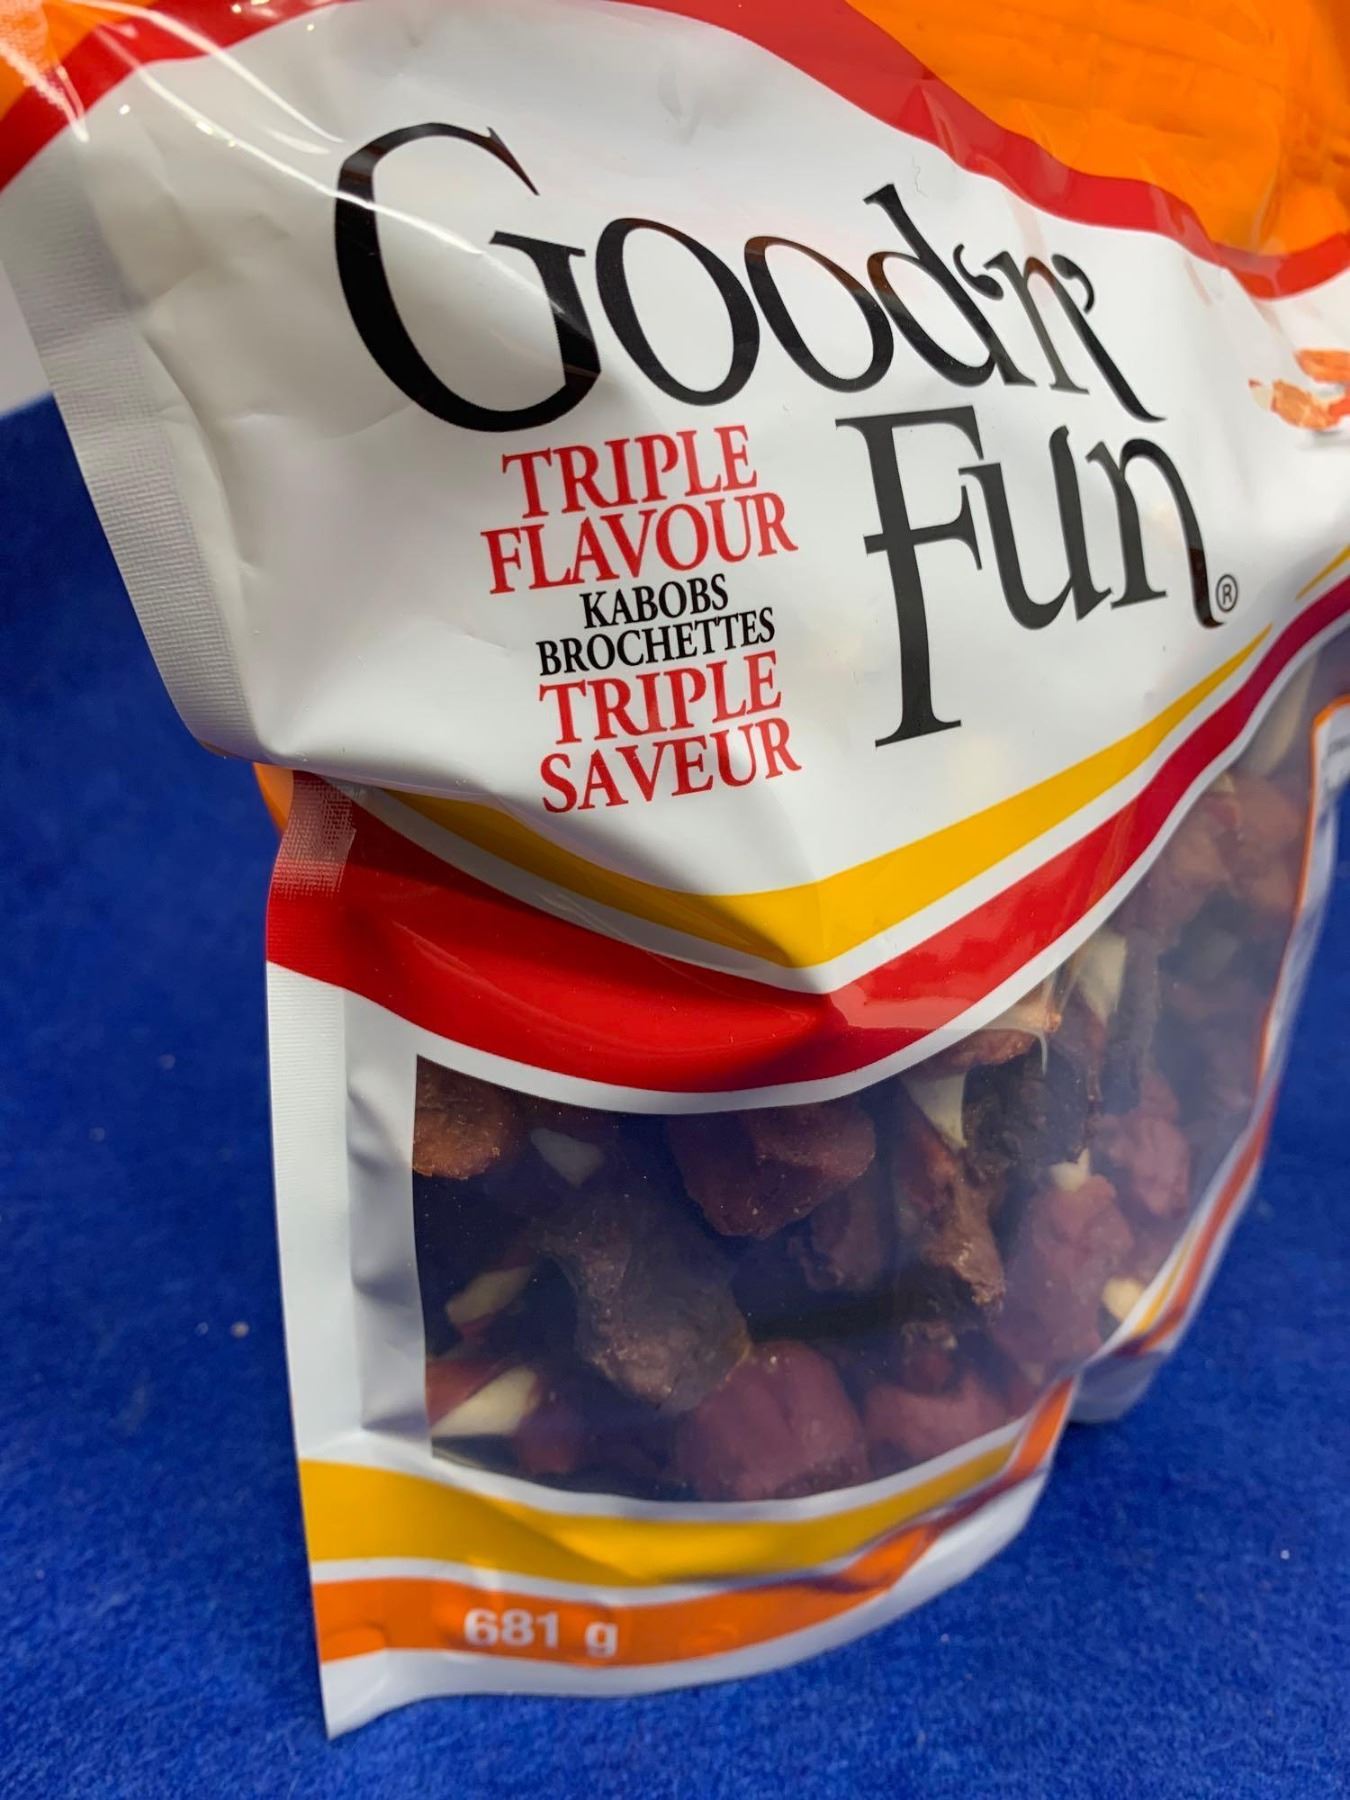 Good'n'
Fun®
TRIPLE
FLAVOUR
KABOBS
BROCHETTES
TRIPLE
SAVEUR
681 g